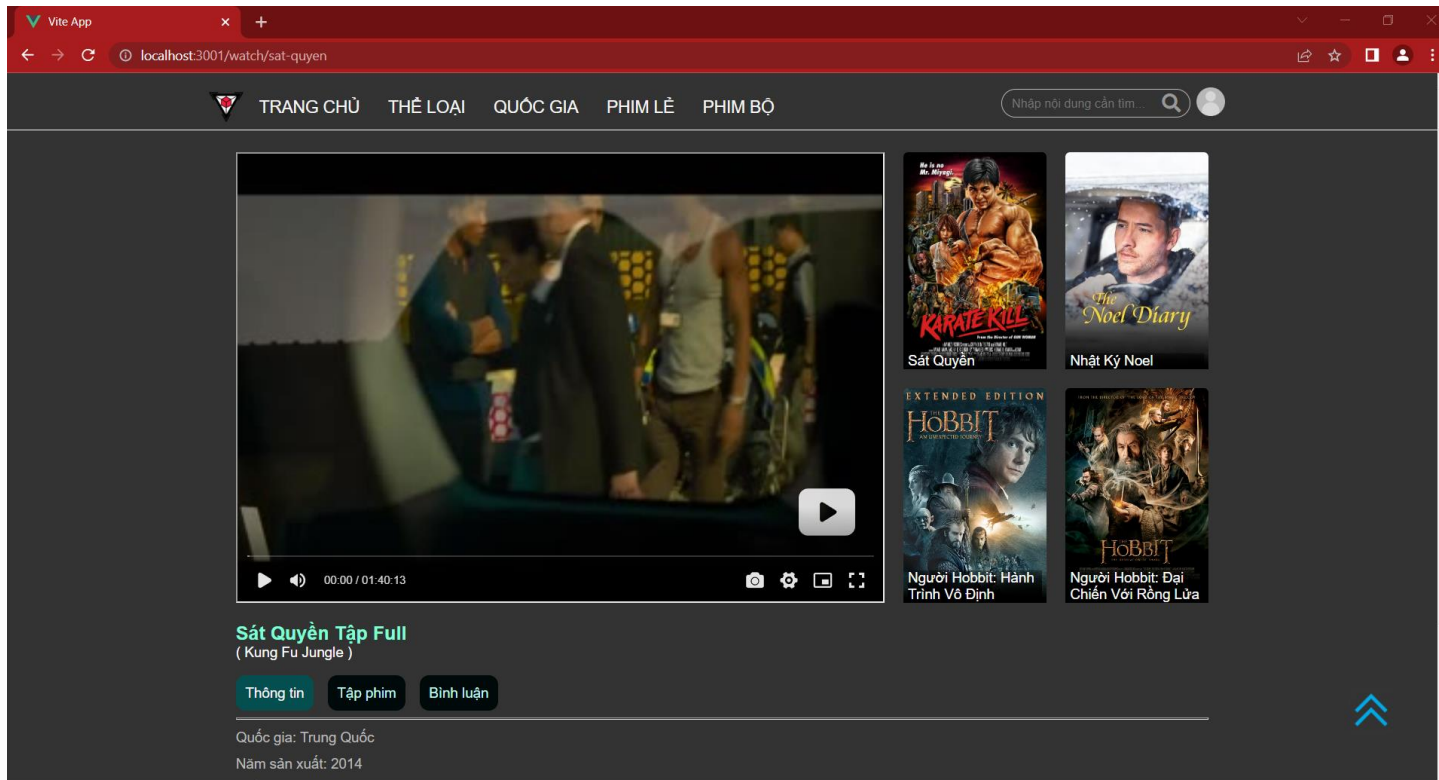 Vite App
localhost:3001/watch/sat-quyen
TRANG CHỦ THỂ LOẠI QUỐC GIA PHIM LẺ PHIM BỘ
Nhập nội dung cần tìm...
He is no
Mr. Miyagi.
KARATE KILL
Sát Quyền
The
Noel Diary
Nhật Ký Noel
EXTENDED EDITION
THE
HOBBIT
AN UNEXPECTED JOURNEY
Người Hobbit: Hành
Trình Vô Định
THE
HOBBIT
Người Hobbit: Đại
Chiến Với Rồng Lửa
00:00 / 01:40:13
Sát Quyền Tập Full
( Kung Fu Jungle )
Thông tin Tập phim Bình luận
Quốc gia: Trung Quốc
Năm sản xuất: 2014